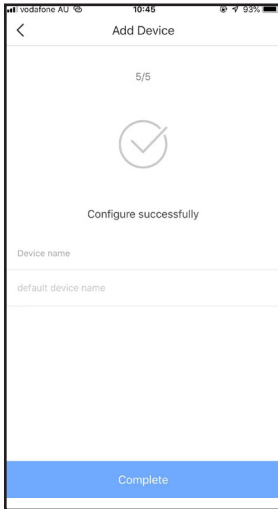 vodafone AU 10:45 93%
Add Device
5/5
Configure successfully
Device name
default device name
Complete